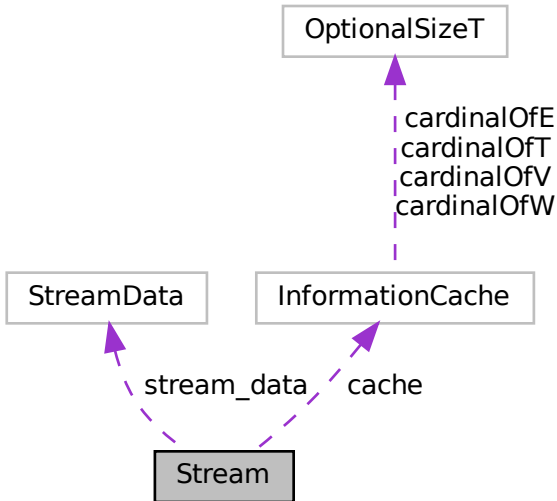 OptionalSizeT
cardinalOfE
cardinalOfT
cardinalOfV
cardinalOfW
StreamData
InformationCache
stream_data
cache
Stream